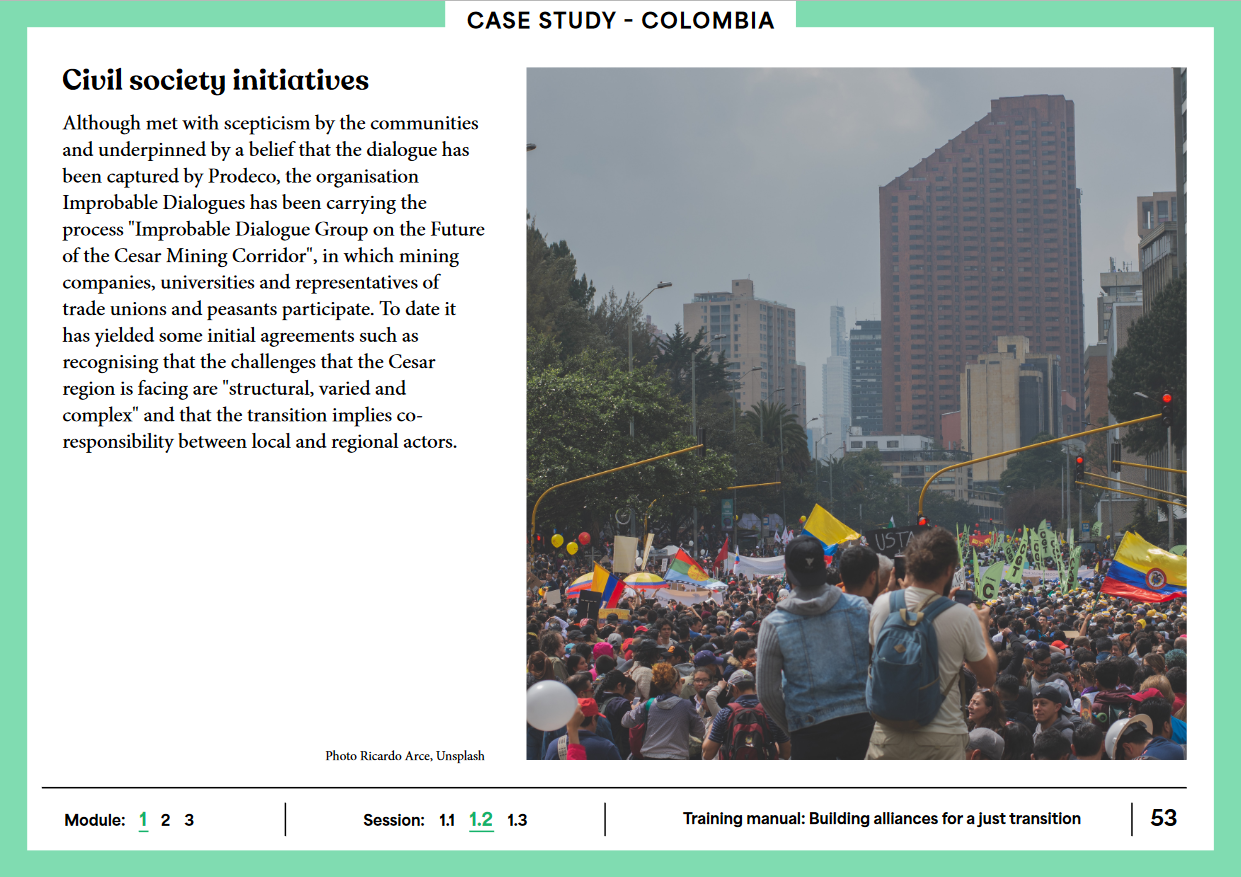 CASE STUDY - COLOMBIA
Civil society initiatives
Although met with scepticism by the communities
and underpinned by a belief that the dialogue has
been captured by Prodeco, the organisation
Improbable Dialogues has been carrying the
process "Improbable Dialogue Group on the Future
of the Cesar Mining Corridor", in which mining
companies, universities and representatives of
trade unions and peasants participate. To date it
has yielded some initial agreements such as
recognising that the challenges that the Cesar
region is facing are "structural, varied and
complex" and that the transition implies co-
responsibility between local and regional actors.
USTA
Photo Ricardo Arce, Unsplash
Module: 1 2 3
Session: 1.1 1.2 1.3
Training manual: Building alliances for a just transition
53